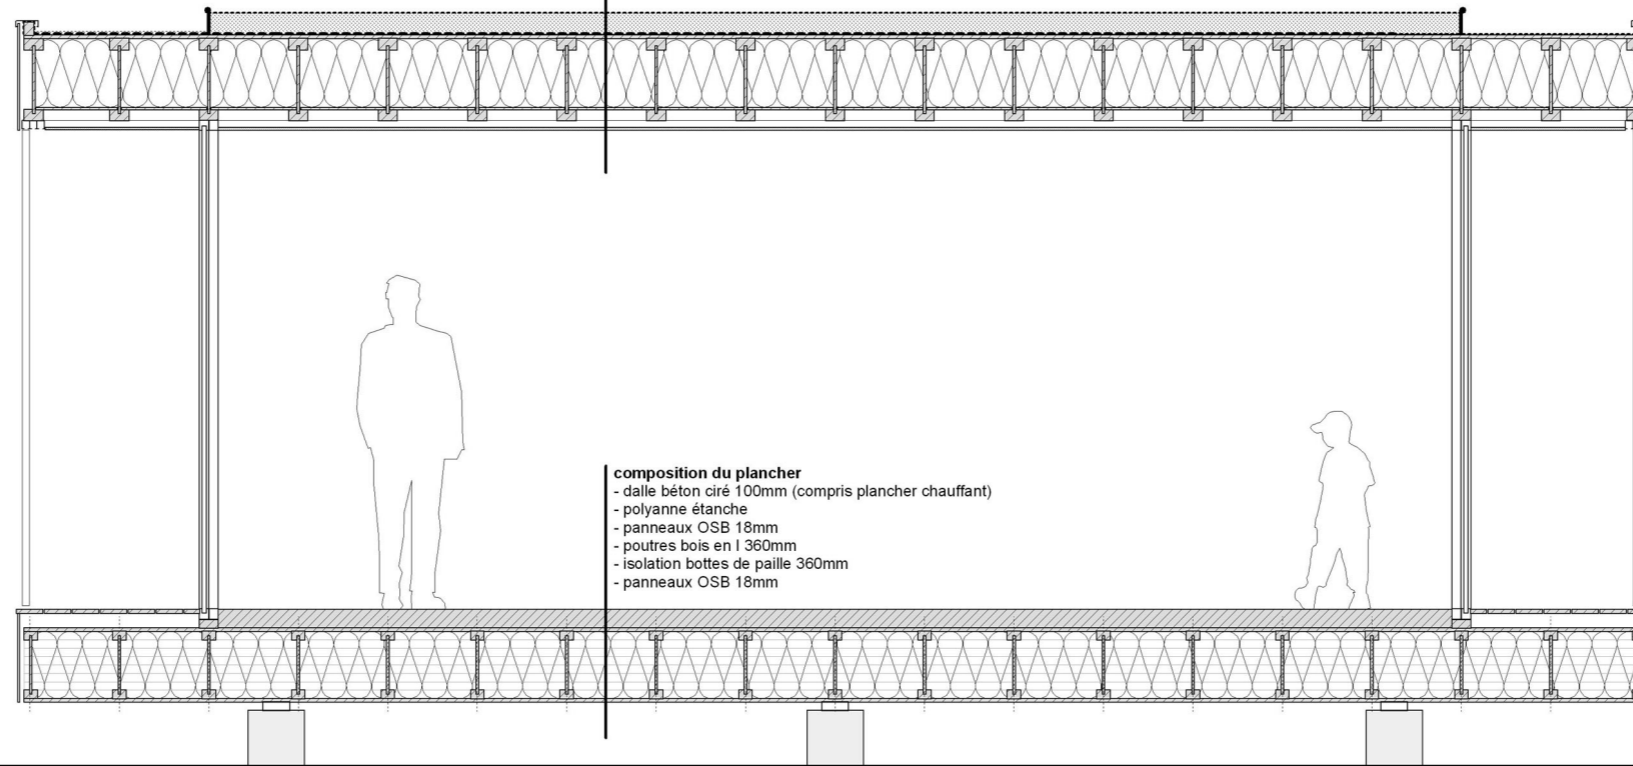 composition du plancher
- dalle béton ciré 100mm (compris plancher chauffant)
- polyanne étanche
- panneaux OSB 18mm
- poutres bois en I 360mm
- isolation bottes de paille 360mm
- panneaux OSB 18mm